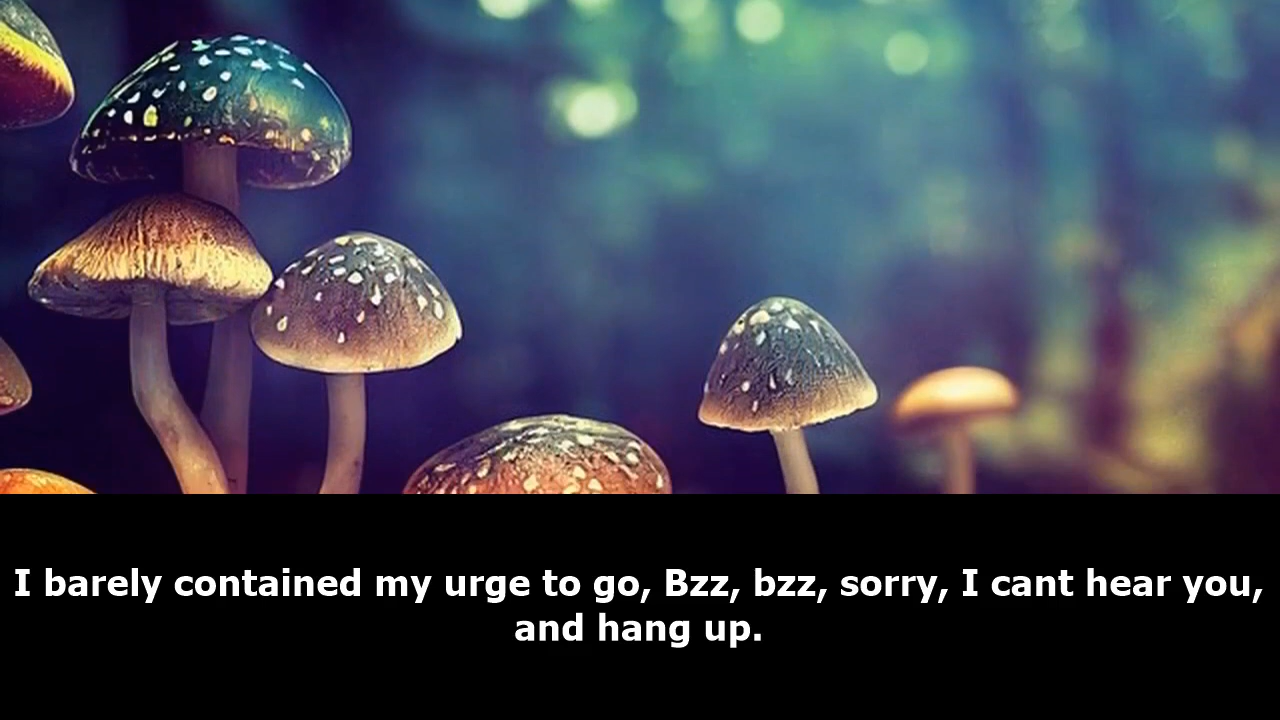 I barely contained my urge to go, Bzz, bzz, sorry, I cant hear you,
and hang up.